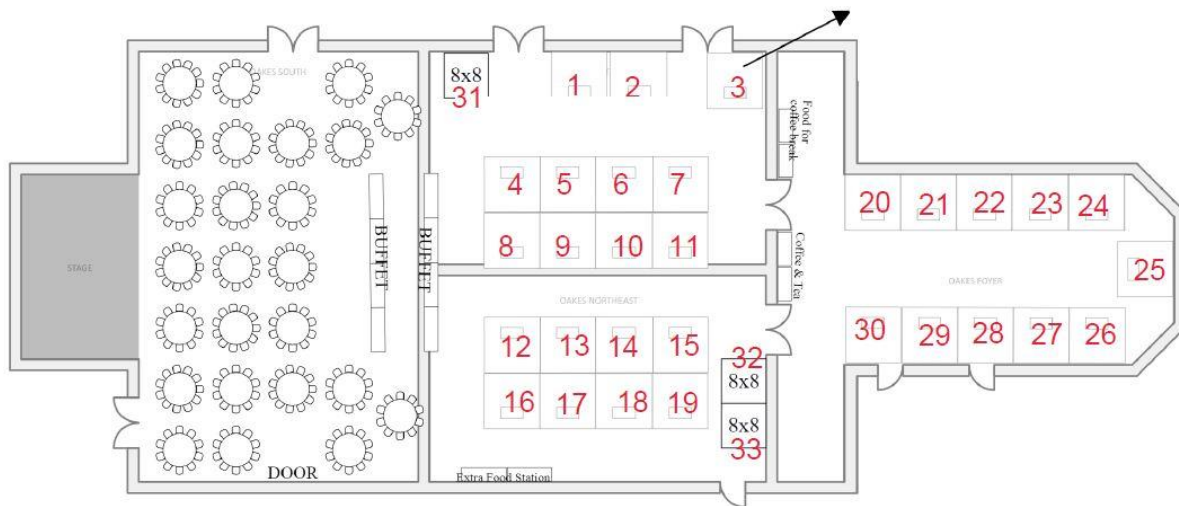 OAKES SOUTH
8x8
31
1
2
3
Food for
coffee break
4
5
6
7
20
21
22
23
24
STAGE
BUFFET
BUFFET
8
9
10
11
Coffee & Tea
25
OAKES NORTHEAST
OAKES FOYER
12
13
14
15
32
8x8
30
29
28
27
26
16
17
18
19
8x8
33
DOOR
Extra Food Station